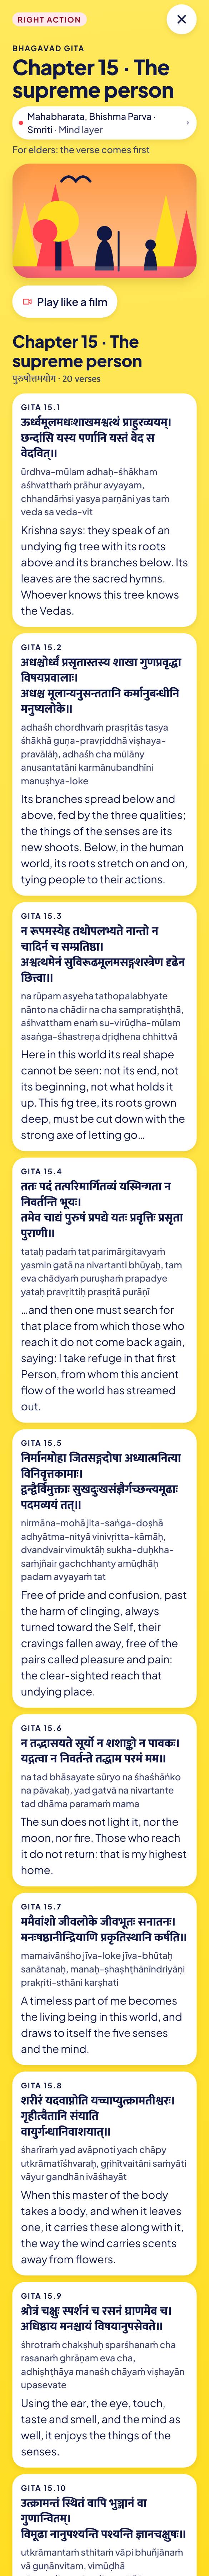 RIGHT ACTION
BHAGAVAD GITA
Chapter 15 · The
supreme person
Mahabharata, Bhishma Parva ·
Smriti · Mind layer
For elders: the verse comes first
Play like a film
Chapter 15 · The
supreme person
पुरुषोत्तमयोग · 20 verses
GITA 15.1
ऊर्ध्वमूलमधःशाखमश्वत्थं प्राहुरव्ययम्।
छन्दांसि यस्य पर्णानि यस्तं वेद स
वेदवित्॥
ūrdhva-mūlam adhaḥ-śhākham
aśhvatthaṁ prāhur avyayam,
chhandāṁsi yasya parṇāni yas taṁ
veda sa veda-vit
Krishna says: they speak of an
undying fig tree with its roots
above and its branches below. Its
leaves are the sacred hymns.
Whoever knows this tree knows
the Vedas.
GITA 15.2
अधश्चोर्ध्वं प्रसृतास्तस्य शाखा गुणप्रवृद्धा
विषयप्रवालाः।
अधश्च मूलान्यनुसन्ततानि कर्मानुबन्धीनि
मनुष्यलोके॥
adhaśh chordhvaṁ prasṛitās tasya
śhākhā guṇa-pravṛiddhā viṣhaya-
pravālāḥ, adhaśh cha mūlāny
anusantatāni karmānubandhīni
manuṣhya-loke
Its branches spread below and
above, fed by the three qualities;
the things of the senses are its
new shoots. Below, in the human
world, its roots stretch on and on,
tying people to their actions.
GITA 15.3
न रूपमस्येह तथोपलभ्यते नान्तो न
चादिर्न च सम्प्रतिष्ठा।
अश्वत्थमेनं सुविरूढमूलमसङ्गशस्त्रेण दृढेन
छित्त्वा॥
na rūpam asyeha tathopalabhyate
nānto na chādir na cha sampratiṣhṭhā,
aśhvattham enaṁ su-virūḍha-mūlam
asaṅga-śhastreṇa dṛiḍhena chhittvā
Here in this world its real shape
cannot be seen: not its end, not
its beginning, not what holds it
up. This fig tree, its roots grown
deep, must be cut down with the
strong axe of letting go…
GITA 15.4
ततः पदं तत्परिमार्गितव्यं यस्मिन्गता न
निवर्तन्ति भूयः।
तमेव चाद्यं पुरुषं प्रपद्ये यतः प्रवृत्तिः प्रसृता
पुराणी॥
tataḥ padaṁ tat parimārgitavyaṁ
yasmin gatā na nivartanti bhūyaḥ, tam
eva chādyaṁ puruṣhaṁ prapadye
yataḥ pravṛittiḥ prasṛitā purāṇī
…and then one must search for
that place from which those who
reach it do not come back again,
saying: I take refuge in that first
Person, from whom this ancient
flow of the world has streamed
out.
GITA 15.5
निर्मानमोहा जितसङ्गदोषा अध्यात्मनित्या
विनिवृत्तकामाः।
द्वन्द्वैर्विमुक्ताः सुखदुःखसंज्ञैर्गच्छन्त्यमूढाः
पदमव्ययं तत्॥
nirmāna-mohā jita-saṅga-doṣhā
adhyātma-nityā vinivṛitta-kāmāḥ,
dvandvair vimuktāḥ sukha-duḥkha-
saṁjñair gachchhanty amūḍhāḥ
padam avyayaṁ tat
Free of pride and confusion, past
the harm of clinging, always
turned toward the Self, their
cravings fallen away, free of the
pairs called pleasure and pain:
the clear-sighted reach that
undying place.
GITA 15.6
न तद्भासयते सूर्यो न शशाङ्को न पावकः।
यद्गत्वा न निवर्तन्ते तद्धाम परमं मम॥
na tad bhāsayate sūryo na śhaśhāṅko
na pāvakaḥ, yad gatvā na nivartante
tad dhāma paramaṁ mama
The sun does not light it, nor the
moon, nor fire. Those who reach
it do not return: that is my highest
home.
GITA 15.7
ममैवांशो जीवलोके जीवभूतः सनातनः।
मनःषष्ठानीन्द्रियाणि प्रकृतिस्थानि कर्षति॥
mamaivānśho jīva-loke jīva-bhūtaḥ
sanātanaḥ, manaḥ-ṣhaṣhṭhānīndriyāṇi
prakṛiti-sthāni karṣhati
A timeless part of me becomes
the living being in this world, and
draws to itself the five senses
and the mind.
GITA 15.8
शरीरं यदवाप्नोति यच्चाप्युत्क्रामतीश्वरः।
गृहीत्वैतानि संयाति
वायुर्गन्धानिवाशयात्॥
śharīraṁ yad avāpnoti yach chāpy
utkrāmatīśhvaraḥ, gṛihītvaitāni saṁyāti
vāyur gandhān ivāśhayāt
When this master of the body
takes a body, and when it leaves
one, it carries these along with it,
the way the wind carries scents
away from flowers.
GITA 15.9
श्रोत्रं चक्षुः स्पर्शनं च रसनं घ्राणमेव च।
अधिष्ठाय मनश्चायं विषयानुपसेवते॥
śhrotraṁ chakṣhuḥ sparśhanaṁ cha
rasanaṁ ghrāṇam eva cha,
adhiṣhṭhāya manaśh chāyaṁ viṣhayān
upasevate
Using the ear, the eye, touch,
taste and smell, and the mind as
well, it enjoys the things of the
senses.
GITA 15.10
उत्क्रामन्तं स्थितं वापि भुञ्जानं वा
गुणान्वितम्।
विमूढा नानुपश्यन्ति पश्यन्ति ज्ञानचक्षुषः॥
utkrāmantaṁ sthitaṁ vāpi bhuñjānaṁ
vā guṇānvitam, vimūḍhā